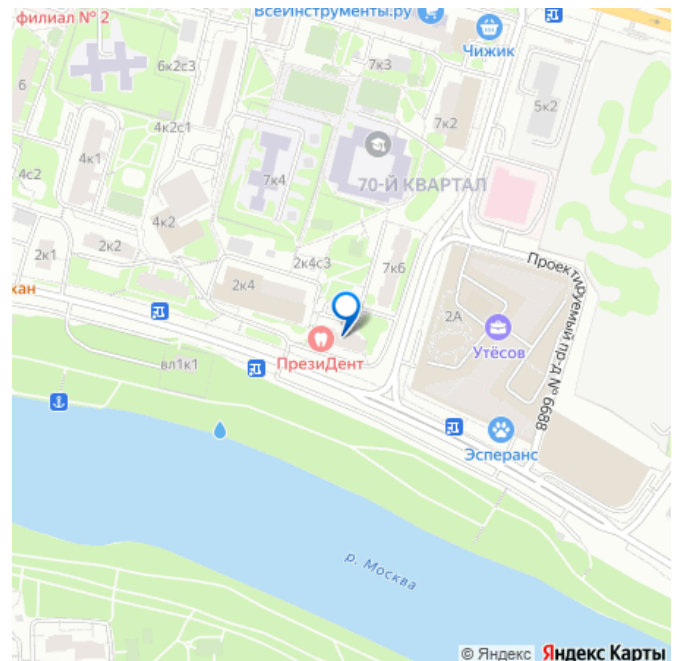 филиал № 2
ВсеИнструменты.ру
Чижик
6
6к2с3
7к3
5к2
4к2с1
7к2
4к1
4с2
7к4
70-Й КВАРТАЛ
4к2
2к2
2к1
2к4с3
7к6
Проектируемый пр-д № 6688
хан
2к4
2А
Утёсов
ПрезиДент
вл1к1
Эсперанс
р. Москва
© Яндекс Яндекс Карты